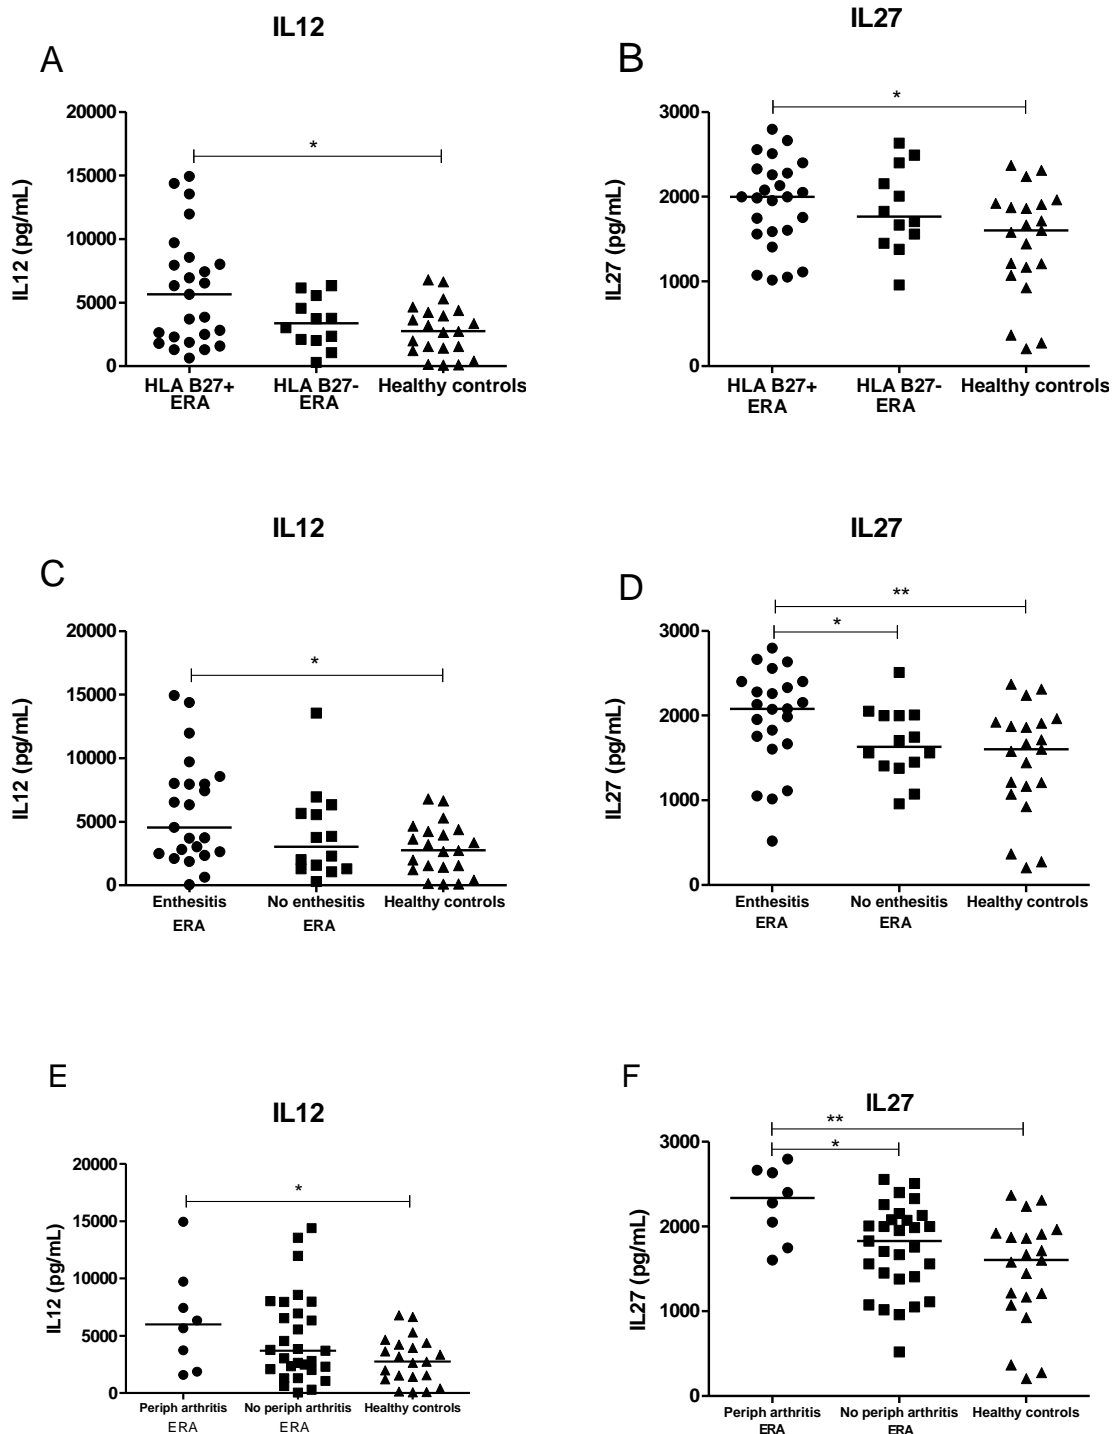 IL12
A
*
20000
15000
10000
5000
0
IL12 (pg/mL)
HLA B27+
ERA
HLA B27-
ERA
Healthy controls
IL27
B
*
3000
2000
1000
0
IL27 (pg/mL)
HLA B27+
ERA
HLA B27-
ERA
Healthy controls
IL12
C
*
20000
15000
10000
5000
0
IL12 (pg/mL)
Enthesitis
ERA
No enthesitis
ERA
Healthy controls
IL27
D
**
*
3000
2000
1000
0
IL27 (pg/mL)
Enthesitis
ERA
No enthesitis
ERA
Healthy controls
E
IL12
*
20000
15000
10000
5000
0
IL12 (pg/mL)
Periph arthritis
ERA
No periph arthritis
ERA
Healthy controls
F
IL27
**
*
3000
2000
1000
0
IL27 (pg/mL)
Periph arthritis
ERA
No periph arthritis
ERA
Healthy controls